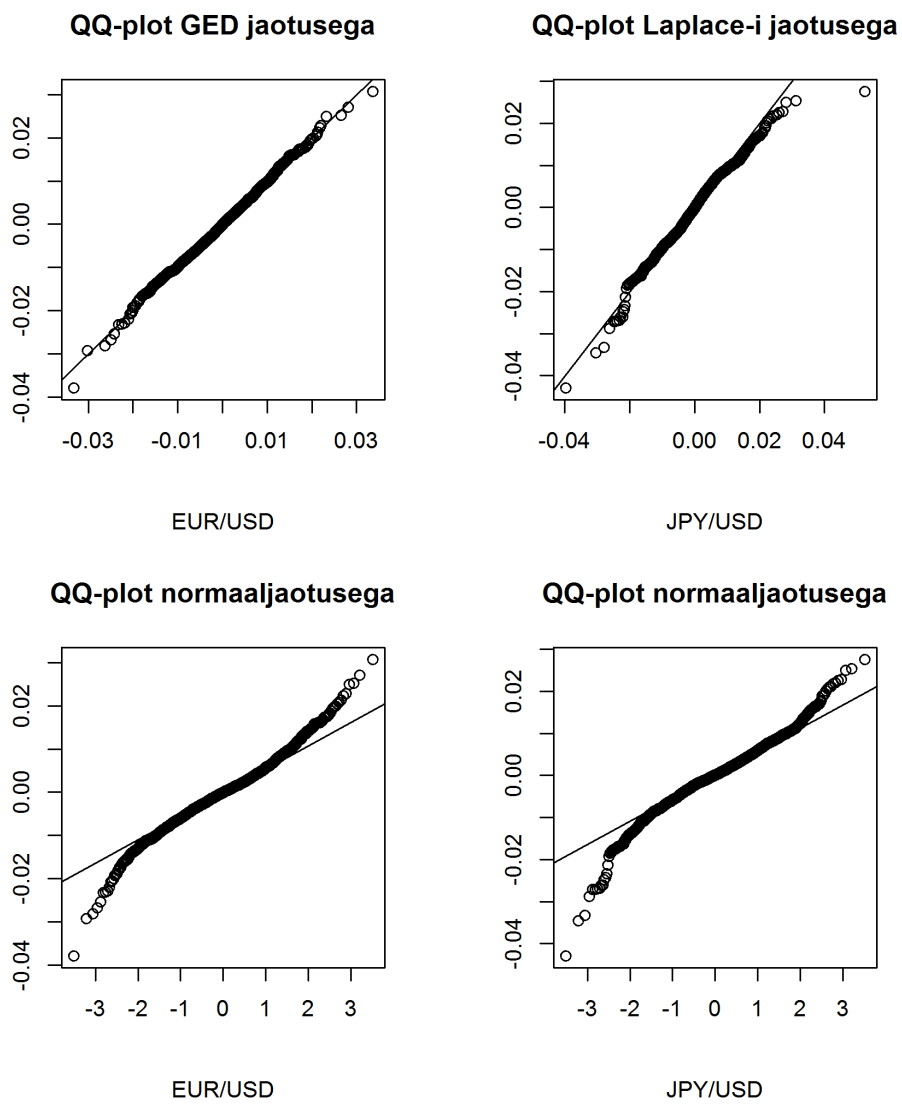 QQ-plot GED jaotusega
0.02
0.00
-0.02
-0.04
-0.03 -0.01 0.01 0.03
EUR/USD
QQ-plot Laplace-i jaotusega
0.02
0.00
-0.02
-0.04
-0.04 0.00 0.02 0.04
JPY/USD
QQ-plot normaaljaotusega
0.02
0.00
-0.02
-0.04
-3 -2 -1 0 1 2 3
EUR/USD
QQ-plot normaaljaotusega
0.02
0.00
-0.02
-0.04
-3 -2 -1 0 1 2 3
JPY/USD